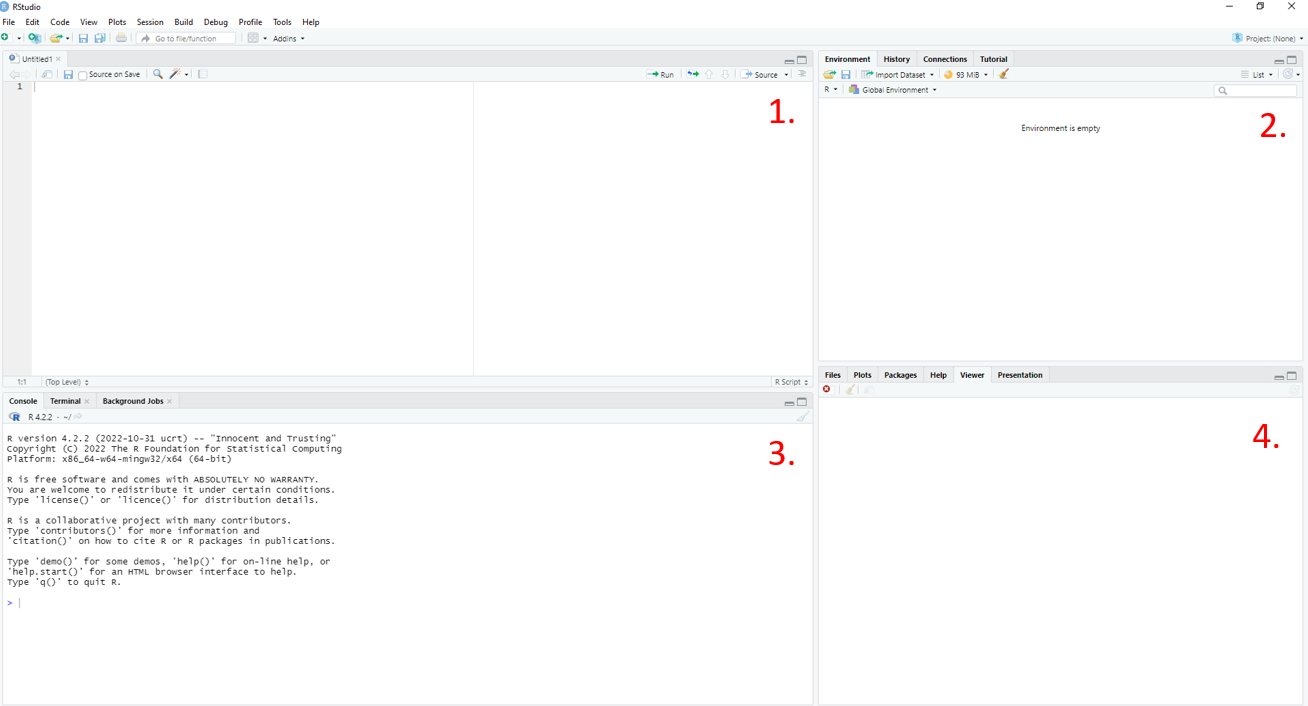 RStudio
File Edit Code View Plots Session Build Debug Profile Tools Help
Go to file/function Addins Project: (None)
Untitled1
Source on Save Run Source
1
1.
1:1 (Top Level) R Script
Environment History Connections Tutorial
Import Dataset 93 MiB List
R Global Environment
Environment is empty
2.
Console Terminal Background Jobs
R 4.2.2 · ~/
R version 4.2.2 (2022-10-31 ucrt) -- "Innocent and Trusting"
Copyright (C) 2022 The R Foundation for Statistical Computing
Platform: x86_64-w64-mingw32/x64 (64-bit)
R is free software and comes with ABSOLUTELY NO WARRANTY.
You are welcome to redistribute it under certain conditions.
Type 'license()' or 'licence()' for distribution details.
R is a collaborative project with many contributors.
Type 'contributors()' for more information and
'citation()' on how to cite R or R packages in publications.
Type 'demo()' for some demos, 'help()' for on-line help, or
'help.start()' for an HTML browser interface to help.
Type 'q()' to quit R.
>
3.
Files Plots Packages Help Viewer Presentation
4.